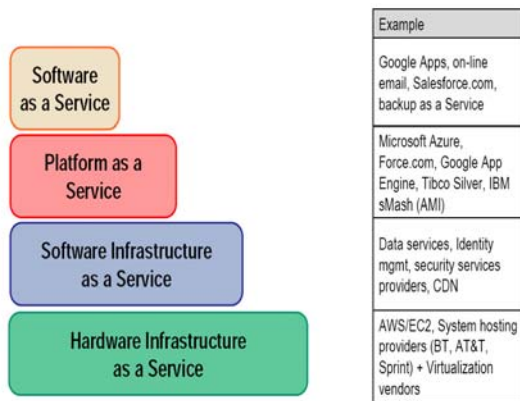 Software
as a Service
Platform as a
Service
Software Infrastructure
as a Service
Hardware Infrastructure
as a Service
Example
Google Apps, on-line
email, Salesforce.com,
backup as a Service
Microsoft Azure,
Force.com, Google App
Engine, Tibco Silver, IBM
sMash (AMI)
Data services, Identity
mgmt, security services
providers, CDN
AWS/EC2, System hosting
providers (BT, AT&T,
Sprint) + Virtualization
vendors